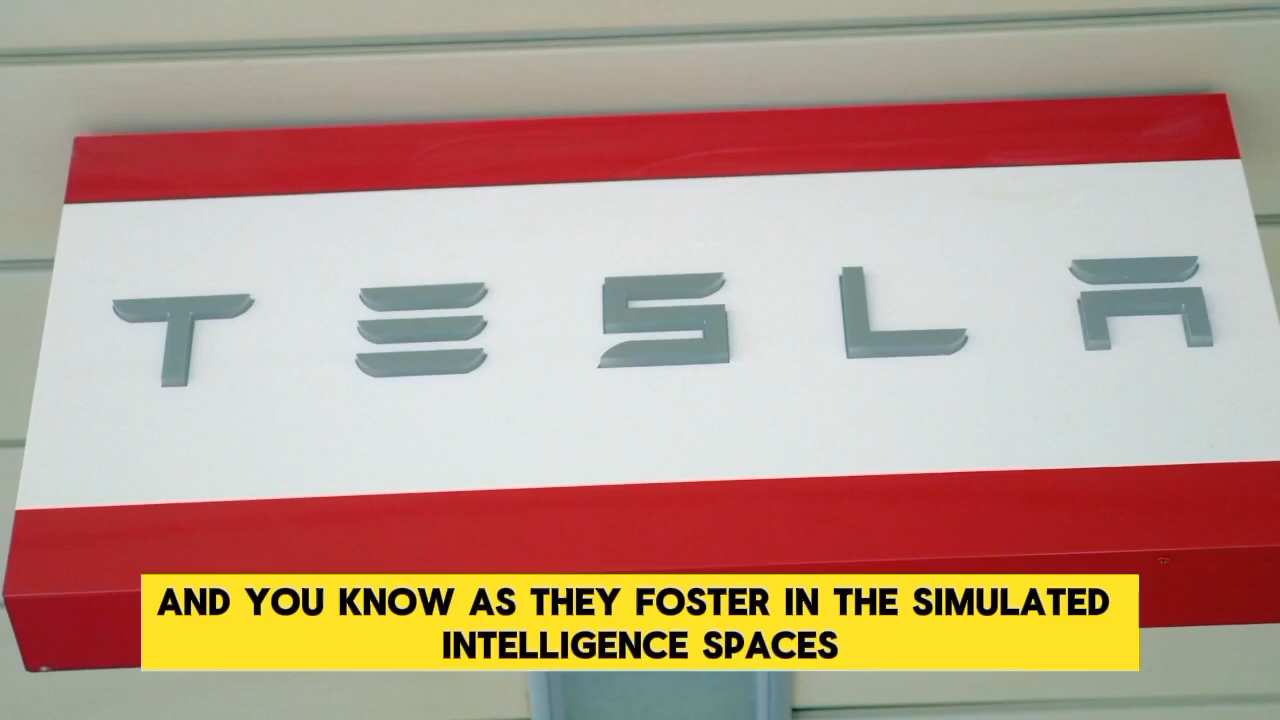 TESLA
AND YOU KNOW AS THEY FOSTER IN THE SIMULATED
INTELLIGENCE SPACES